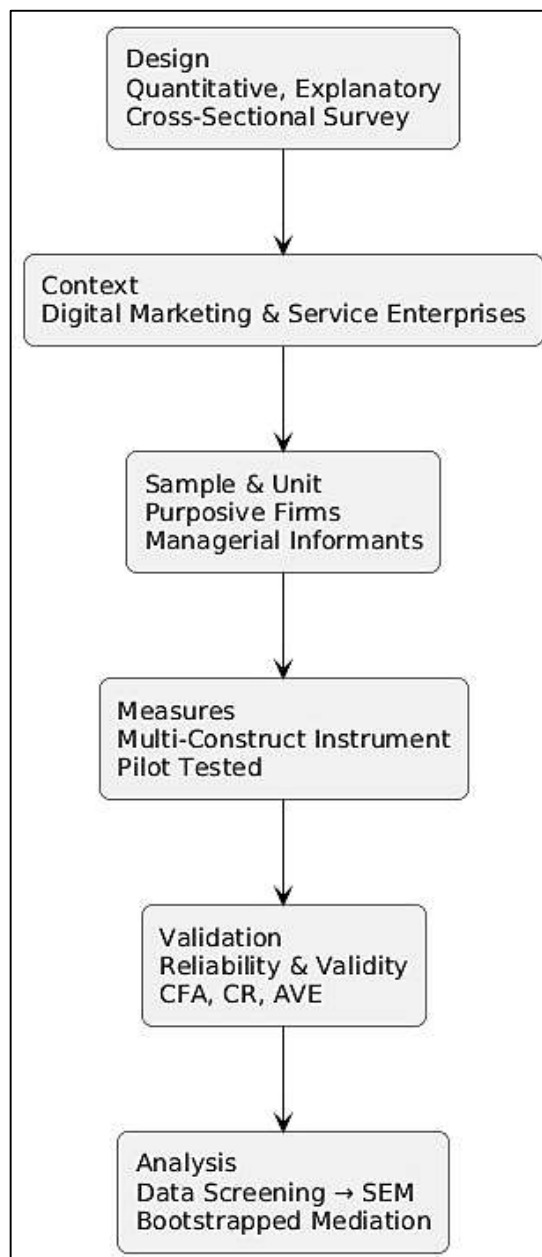 Design
Quantitative, Explanatory
Cross-Sectional Survey
Context
Digital Marketing & Service Enterprises
Sample & Unit
Purposive Firms
Managerial Informants
Measures
Multi-Construct Instrument
Pilot Tested
Validation
Reliability & Validity
CFA, CR, AVE
Analysis
Data Screening → SEM
Bootstrapped Mediation